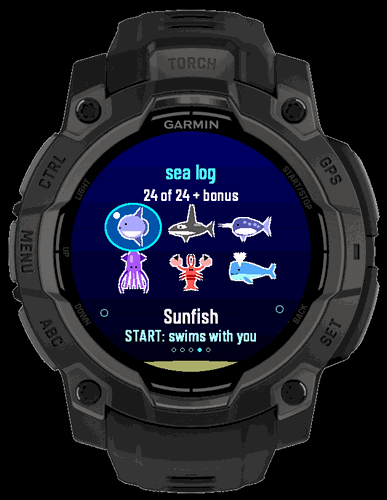 TORCH
GARMIN
CTRL
GPS
LIGHT
START/STOP
sea log
24 of 24 + bonus
MENU
UP
Sunfish
START: swims with you
DOWN
BACK
ABC
SET